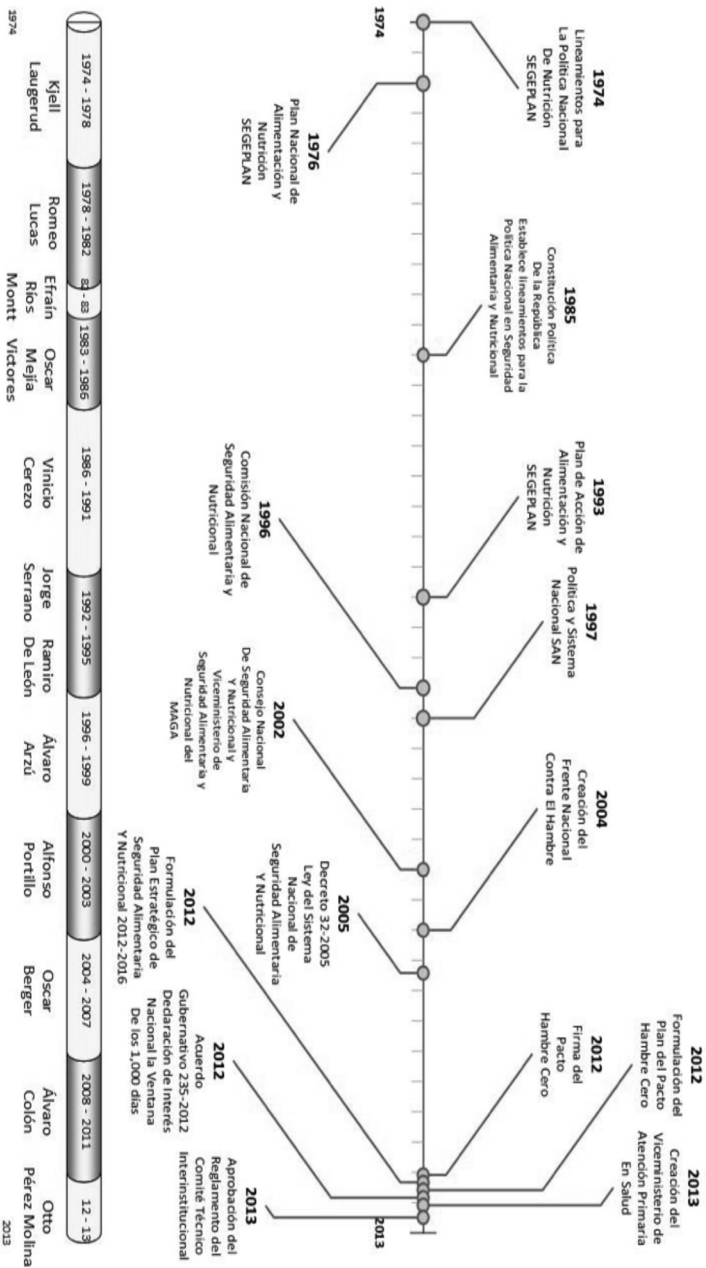 1974
Lineamientos para
La Política Nacional
De Nutrición
SEGEPLAN
1985
Constitución Política
De la República
Establece lineamientos para la
Política Nacional en Seguridad
Alimentaria y Nutricional
1993
Plan de Acción de
Alimentación y
Nutrición
SEGEPLAN
1997
Política y Sistema
Nacional SAN
2004
Creación del
Frente Nacional
Contra El Hambre
2012
Firma del
Pacto
Hambre Cero
2012
Formulación del
Plan del Pacto
Hambre Cero
2013
Creación del
Viceministerio de
Atención Primaria
En Salud
1974
2013
1976
Plan Nacional de
Alimentación y
Nutrición
SEGEPLAN
1996
Comisión Nacional de
Seguridad Alimentaria y
Nutricional
2002
Consejo Nacional
De Seguridad Alimentaria
Y Nutricional y
Viceministerio de
Seguridad Alimentaria y
Nutricional del
MAGA
2005
Decreto 32-2005
Ley del Sistema
Nacional de
Seguridad Alimentaria
Y Nutricional
2012
Formulación del
Plan Estratégico de
Seguridad Alimentaria
Y Nutricional 2012-2016
2012
Acuerdo
Gubernativo 235-2012
Declaración de Interés
Nacional la Ventana
De los 1,000 días
2013
Aprobación del
Reglamento del
Comité Técnico
Interinstitucional
1974 - 1978
1978 - 1982
82 - 83
1983 - 1986
1986 - 1991
1992 - 1995
1996 - 1999
2000 - 2003
2004 - 2007
2008 - 2011
12 - 13
Kjell
Laugerud
Romeo
Lucas
Efraín
Ríos
Montt
Oscar
Mejía
Víctores
Vinicio
Cerezo
Jorge
Serrano
Ramiro
De León
Álvaro
Arzú
Alfonso
Portillo
Oscar
Berger
Álvaro
Colón
Otto
Pérez Molina
1974
2013